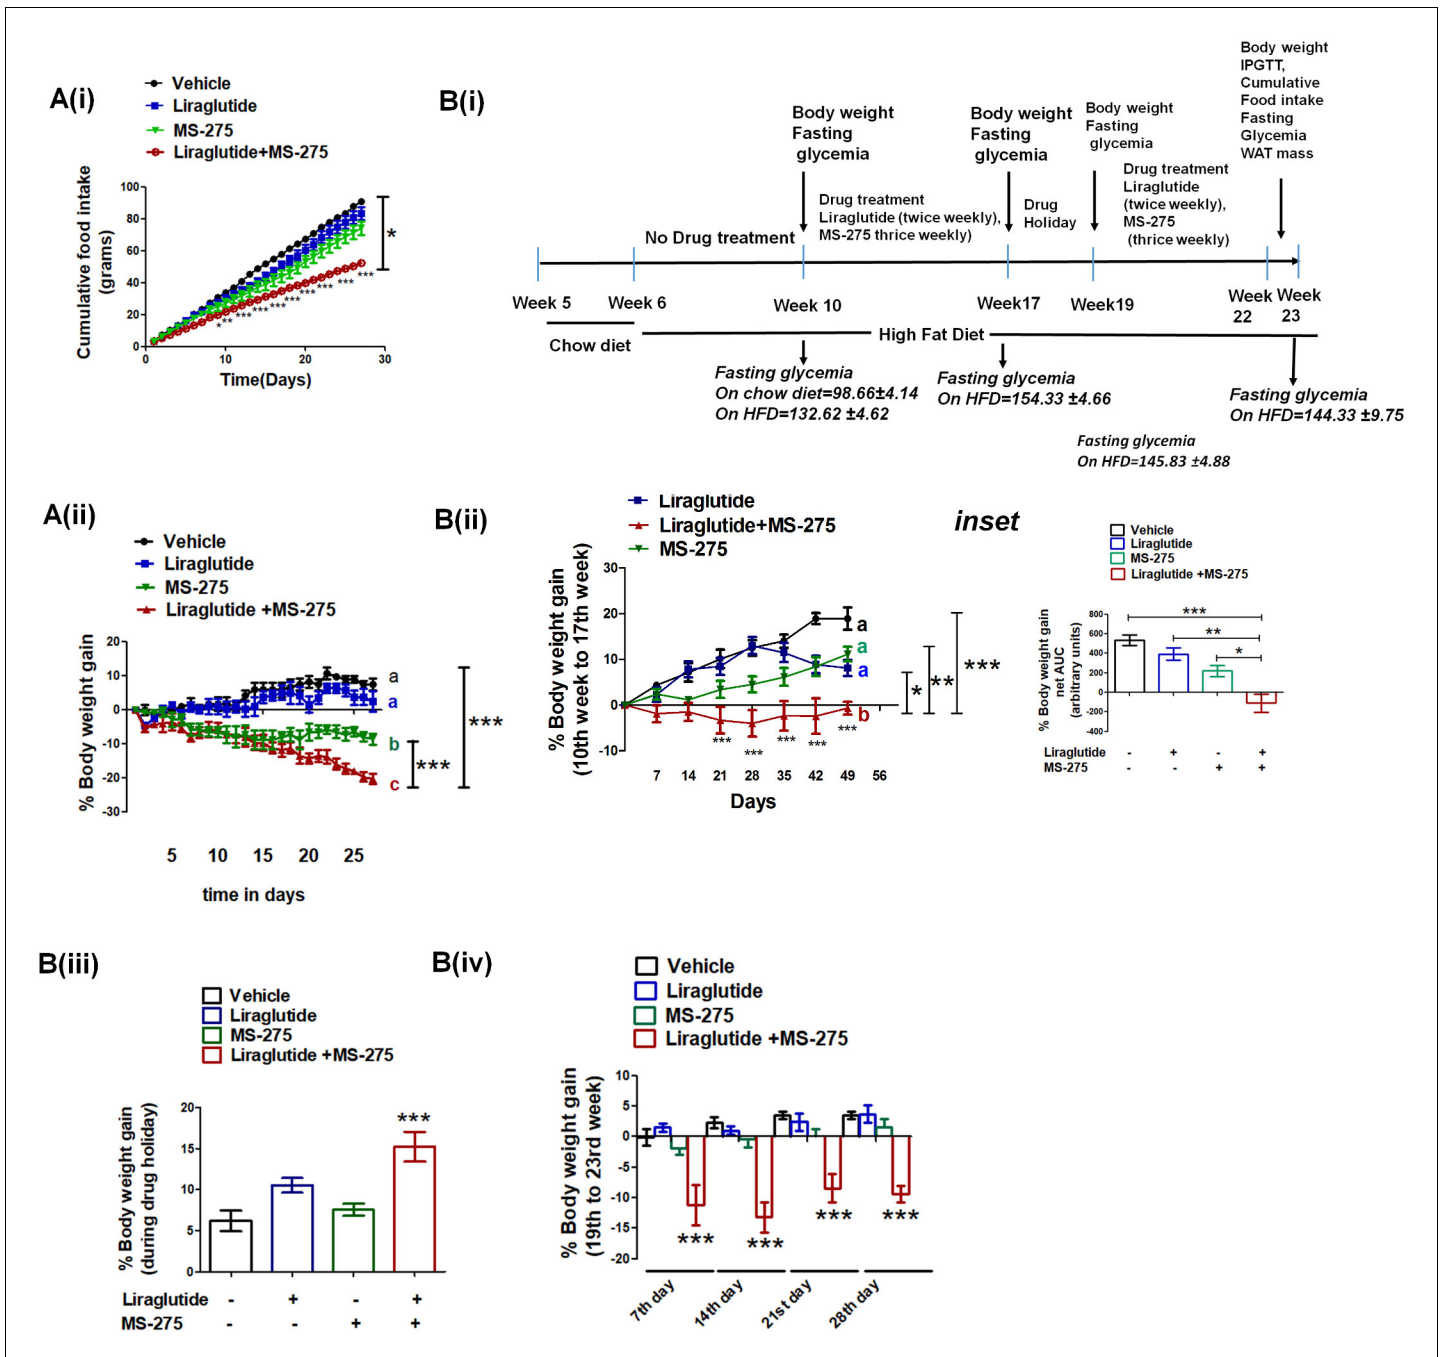 A(i)
Vehicle
Liraglutide
MS-275
Liraglutide+MS-275
Cumulative food intake
(grams)
100
80
60
40
20
0
*
*
**
***
***
***
***
***
***
***
***
0
10
20
30
Time(Days)
B(i)
Body weight
Fasting
glycemia
Body weight
Fasting
glycemia
Body weight
Fasting
glycemia
Body weight
IPGTT,
Cumulative
Food intake
Fasting
Glycemia
WAT mass
No Drug treatment
Drug treatment
Liraglutide (twice weekly),
MS-275 thrice weekly)
Drug
Holiday
Drug treatment
Liraglutide
(twice weekly),
MS-275
(thrice weekly)
Week 5
Week 6
Week 10
Week17
Week19
Week
22
Week
23
Chow diet
High Fat Diet
Fasting glycemia
On chow diet=98.66±4.14
On HFD=132.62 ±4.62
Fasting glycemia
On HFD=154.33 ±4.66
Fasting glycemia
On HFD=145.83 ±4.88
Fasting glycemia
On HFD=144.33 ±9.75
A(ii)
Vehicle
Liraglutide
MS-275
Liraglutide +MS-275
% Body weight gain
20
10
0
-10
-20
-30
a
a
b
c
***
***
5
10
15
20
25
time in days
B(ii)
Liraglutide
Liraglutide+MS-275
MS-275
% Body weight gain
(10th week to 17th week)
30
20
10
0
-10
a
a
a
b
***
***
***
***
***
*
**
***
7
14
21
28
35
42
49
56
Days
inset
Vehicle
Liraglutide
MS-275
Liraglutide +MS-275
% Body weight gain
net AUC
(arbitrary units)
800
600
400
200
0
-200
-400
***
**
*
Liraglutide - + - +
MS-275 - - + +
B(iii)
Vehicle
Liraglutide
MS-275
Liraglutide +MS-275
% Body weight gain
(during drug holiday)
20
15
10
5
0
***
Liraglutide - + - +
MS-275 - - + +
B(iv)
Vehicle
Liraglutide
MS-275
Liraglutide +MS-275
% Body weight gain
(19th to 23rd week)
10
5
0
-5
-10
-15
-20
***
***
***
***
7th day
14th day
21st day
28th day